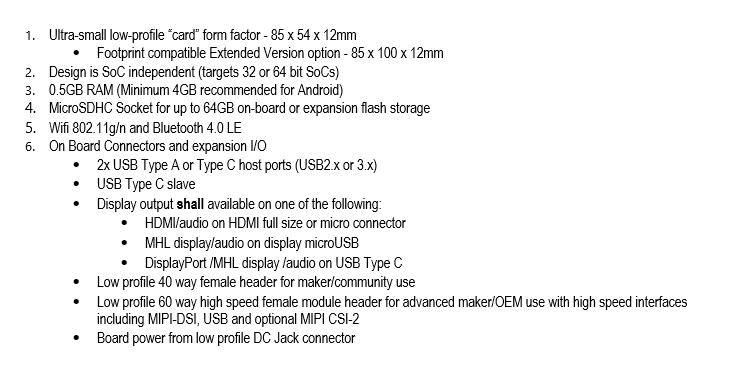 1. Ultra-small low-profile “card” form factor - 85 x 54 x 12mm
• Footprint compatible Extended Version option - 85 x 100 x 12mm
2. Design is SoC independent (targets 32 or 64 bit SoCs)
3. 0.5GB RAM (Minimum 4GB recommended for Android)
4. MicroSDHC Socket for up to 64GB on-board or expansion flash storage
5. Wifi 802.11g/n and Bluetooth 4.0 LE
6. On Board Connectors and expansion I/O
• 2x USB Type A or Type C host ports (USB2.x or 3.x)
• USB Type C slave
• Display output shall available on one of the following:
• HDMI/audio on HDMI full size or micro connector
• MHL display/audio on display microUSB
• DisplayPort /MHL display /audio on USB Type C
• Low profile 40 way female header for maker/community use
• Low profile 60 way high speed female module header for advanced maker/OEM use with high speed interfaces
including MIPI-DSI, USB and optional MIPI CSI-2
• Board power from low profile DC Jack connector